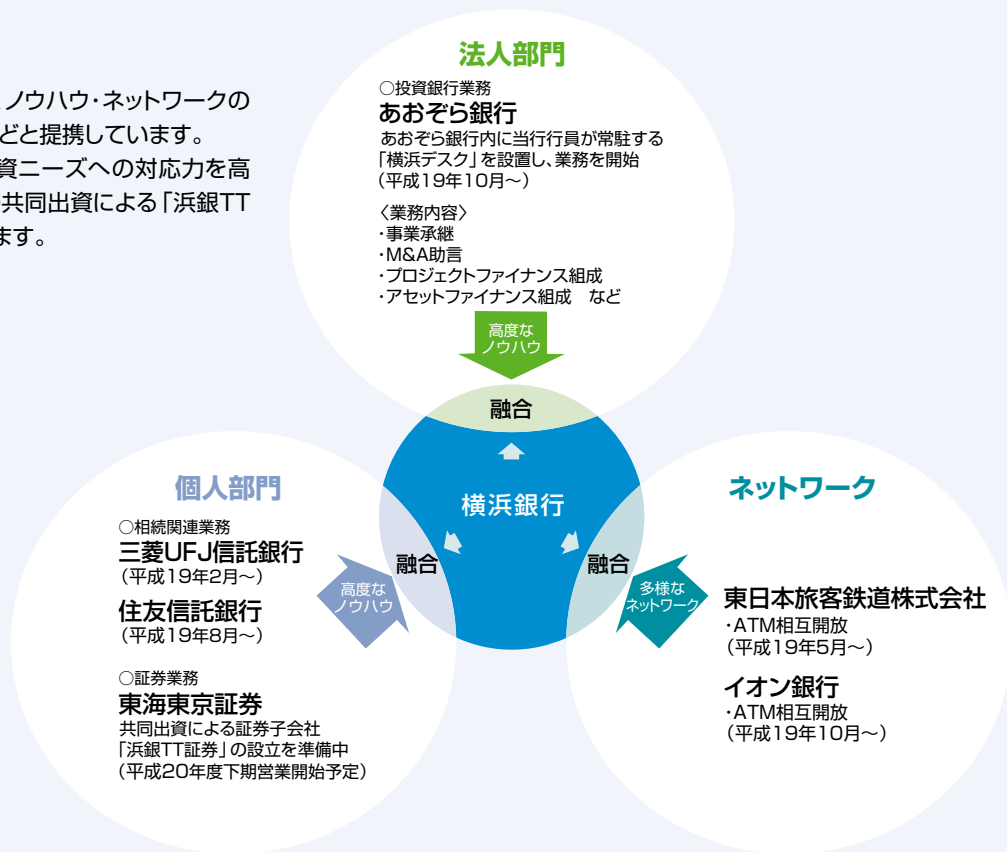 ノウハウ・ネットワークの
どと提携しています。
資ニーズへの対応力を高
共同出資による「浜銀TT
ます。
法人部門
○投資銀行業務
あおぞら銀行
あおぞら銀行内に当行行員が常駐する
「横浜デスク」を設置し、業務を開始
(平成19年10月~)
〈業務内容〉
・事業承継
・M&A助言
・プロジェクトファイナンス組成
・アセットファイナンス組成 など
高度な
ノウハウ
融合
横浜銀行
個人部門
○相続関連業務
三菱UFJ信託銀行
(平成19年2月~)
住友信託銀行
(平成19年8月~)
○証券業務
東海東京証券
共同出資による証券子会社
「浜銀TT証券」の設立を準備中
(平成20年度下期営業開始予定)
高度な
ノウハウ
融合
ネットワーク
融合
多様な
ネットワーク
東日本旅客鉄道株式会社
・ATM相互開放
(平成19年5月~)
イオン銀行
・ATM相互開放
(平成19年10月~)